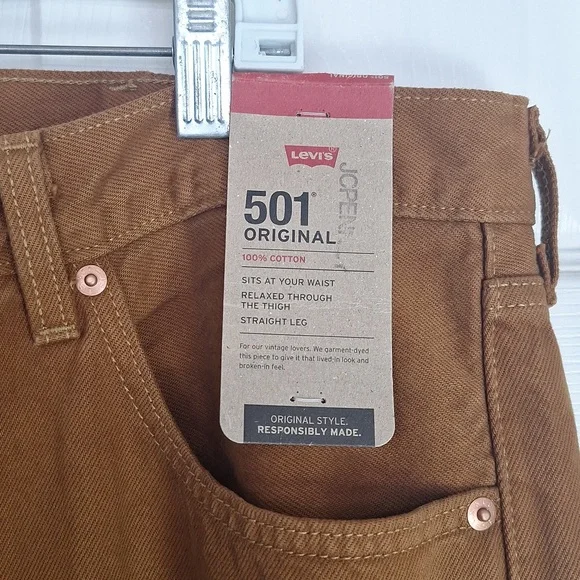 Levi's
501®
ORIGINAL
100% COTTON
SITS AT YOUR WAIST
RELAXED THROUGH
THE THIGH
STRAIGHT LEG
For our vintage lovers. We garment-dyed
this piece to give it that lived-in look and
broken-in feel.
ORIGINAL STYLE.
RESPONSIBLY MADE.